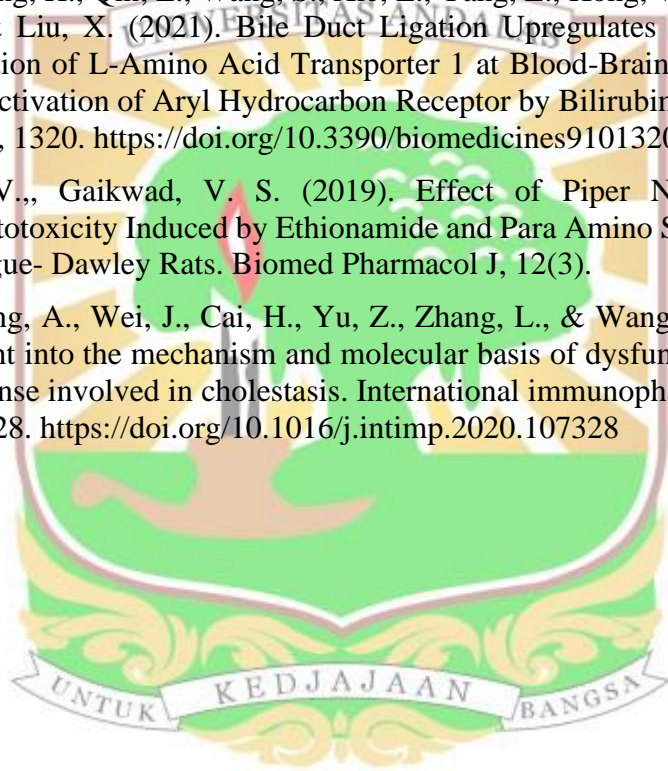 & Liu, X. (2021). Bile Duct Ligation Upregulates
UNIVERSITAS ANDALAS
tion of L-Amino Acid Transporter 1 at Blood-Brain
ctivation of Aryl Hydrocarbon Receptor by Bilirubin
, 1320. https://doi.org/10.3390/biomedicines9101320
V.,, Gaikwad, V. S. (2019). Effect of Piper N
totoxicity Induced by Ethionamide and Para Amino S
gue- Dawley Rats. Biomed Pharmacol J, 12(3).
ng, A., Wei, J., Cai, H., Yu, Z., Zhang, L., & Wang
nt into the mechanism and molecular basis of dysfun
nse involved in cholestasis. International immunopha
28. https://doi.org/10.1016/j.intimp.2020.107328
UNTUK KEDJAJAAN BANGSA